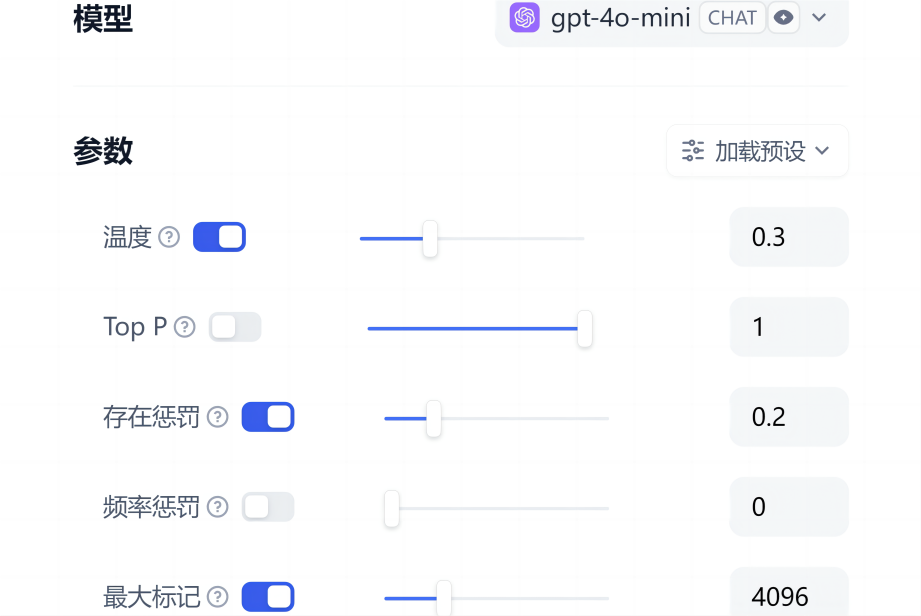 模型 gpt-4o-mini CHAT
参数 加载预设
温度 0.3
Top P 1
存在惩罚 0.2
频率惩罚 0
最大标记 4096